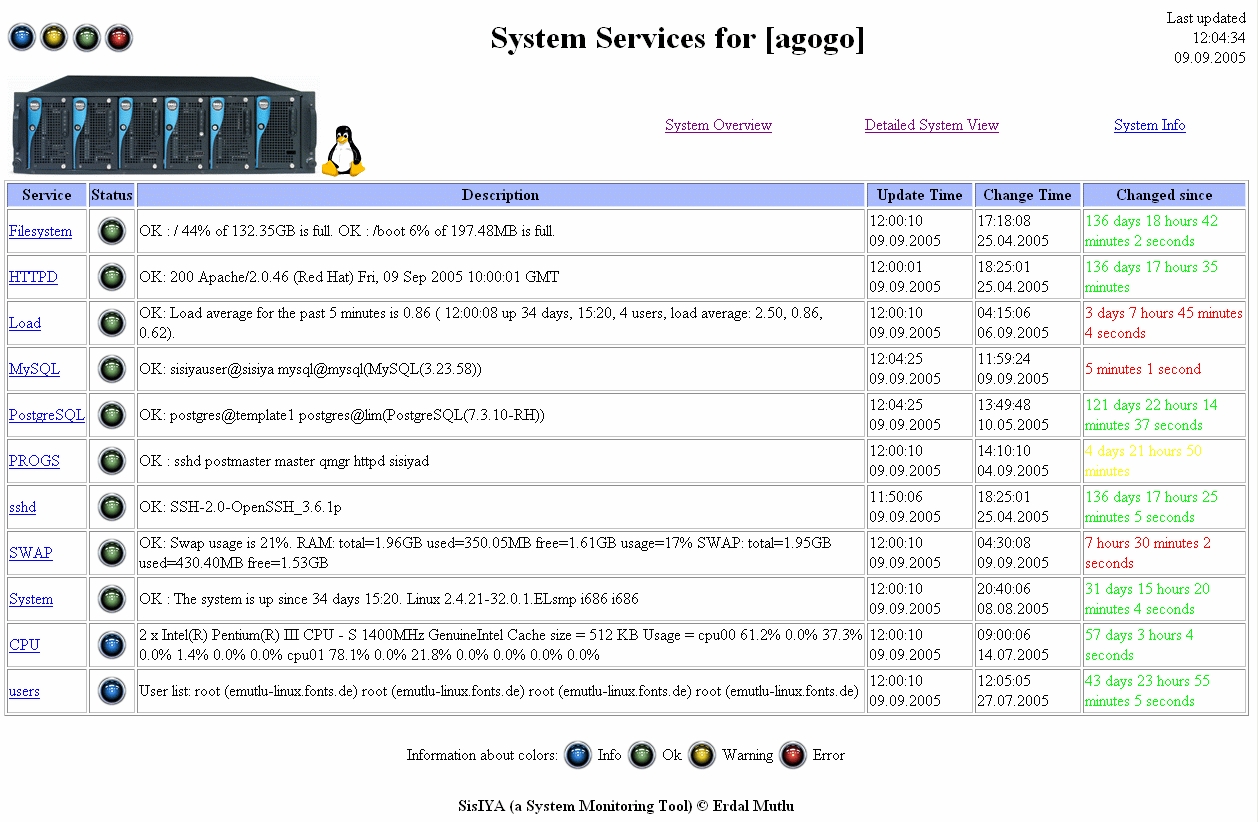 Last updated
12:04:34
09.09.2005
System Services for [agogo]
System Overview Detailed System View System Info
Service Status Description Update Time Change Time Changed since
Filesystem OK : / 44% of 132.35GB is full. OK : /boot 6% of 197.48MB is full. 12:00:10 17:18:08 136 days 18 hours 42
09.09.2005 25.04.2005 minutes 2 seconds
HTTPD OK: 200 Apache/2.0.46 (Red Hat) Fri, 09 Sep 2005 10:00:01 GMT 12:00:01 18:25:01 136 days 17 hours 35
09.09.2005 25.04.2005 minutes
Load OK: Load average for the past 5 minutes is 0.86 ( 12:00:08 up 34 days, 15:20, 4 users, load average: 2.50, 0.86, 12:00:10 04:15:06 3 days 7 hours 45 minutes
0.62). 09.09.2005 06.09.2005 4 seconds
MySQL OK: sisiyauser@sisiya mysql@mysql(MySQL(3.23.58)) 12:04:25 11:59:24 5 minutes 1 second
09.09.2005 09.09.2005
PostgreSQL OK: postgres@template1 postgres@lim(PostgreSQL(7.3.10-RH)) 12:04:25 13:49:48 121 days 22 hours 14
09.09.2005 10.05.2005 minutes 37 seconds
PROGS OK : sshd postmaster master qmgr httpd sisiyad 12:00:10 14:10:10 4 days 21 hours 50
09.09.2005 04.09.2005 minutes
sshd OK: SSH-2.0-OpenSSH_3.6.1p 11:50:06 18:25:01 136 days 17 hours 25
09.09.2005 25.04.2005 minutes 5 seconds
SWAP OK: Swap usage is 21%. RAM: total=1.96GB used=350.05MB free=1.61GB usage=17% SWAP: total=1.95GB 12:00:10 04:30:08 7 hours 30 minutes 2
used=430.40MB free=1.53GB 09.09.2005 09.09.2005 seconds
System OK : The system is up since 34 days 15:20. Linux 2.4.21-32.0.1.ELsmp i686 i686 12:00:10 20:40:06 31 days 15 hours 20
09.09.2005 08.08.2005 minutes 4 seconds
CPU 2 x Intel(R) Pentium(R) III CPU - S 1400MHz GenuineIntel Cache size = 512 KB Usage = cpu00 61.2% 0.0% 37.3% 12:00:10 09:00:06 57 days 3 hours 4
0.0% 1.4% 0.0% 0.0% cpu01 78.1% 0.0% 21.8% 0.0% 0.0% 0.0% 0.0% 09.09.2005 14.07.2005 seconds
users User list: root (emutlu-linux.fonts.de) root (emutlu-linux.fonts.de) root (emutlu-linux.fonts.de) root (emutlu-linux.fonts.de) 12:00:10 12:05:05 43 days 23 hours 55
09.09.2005 27.07.2005 minutes 5 seconds
Information about colors: Info Ok Warning Error
SisIYA (a System Monitoring Tool) © Erdal Mutlu